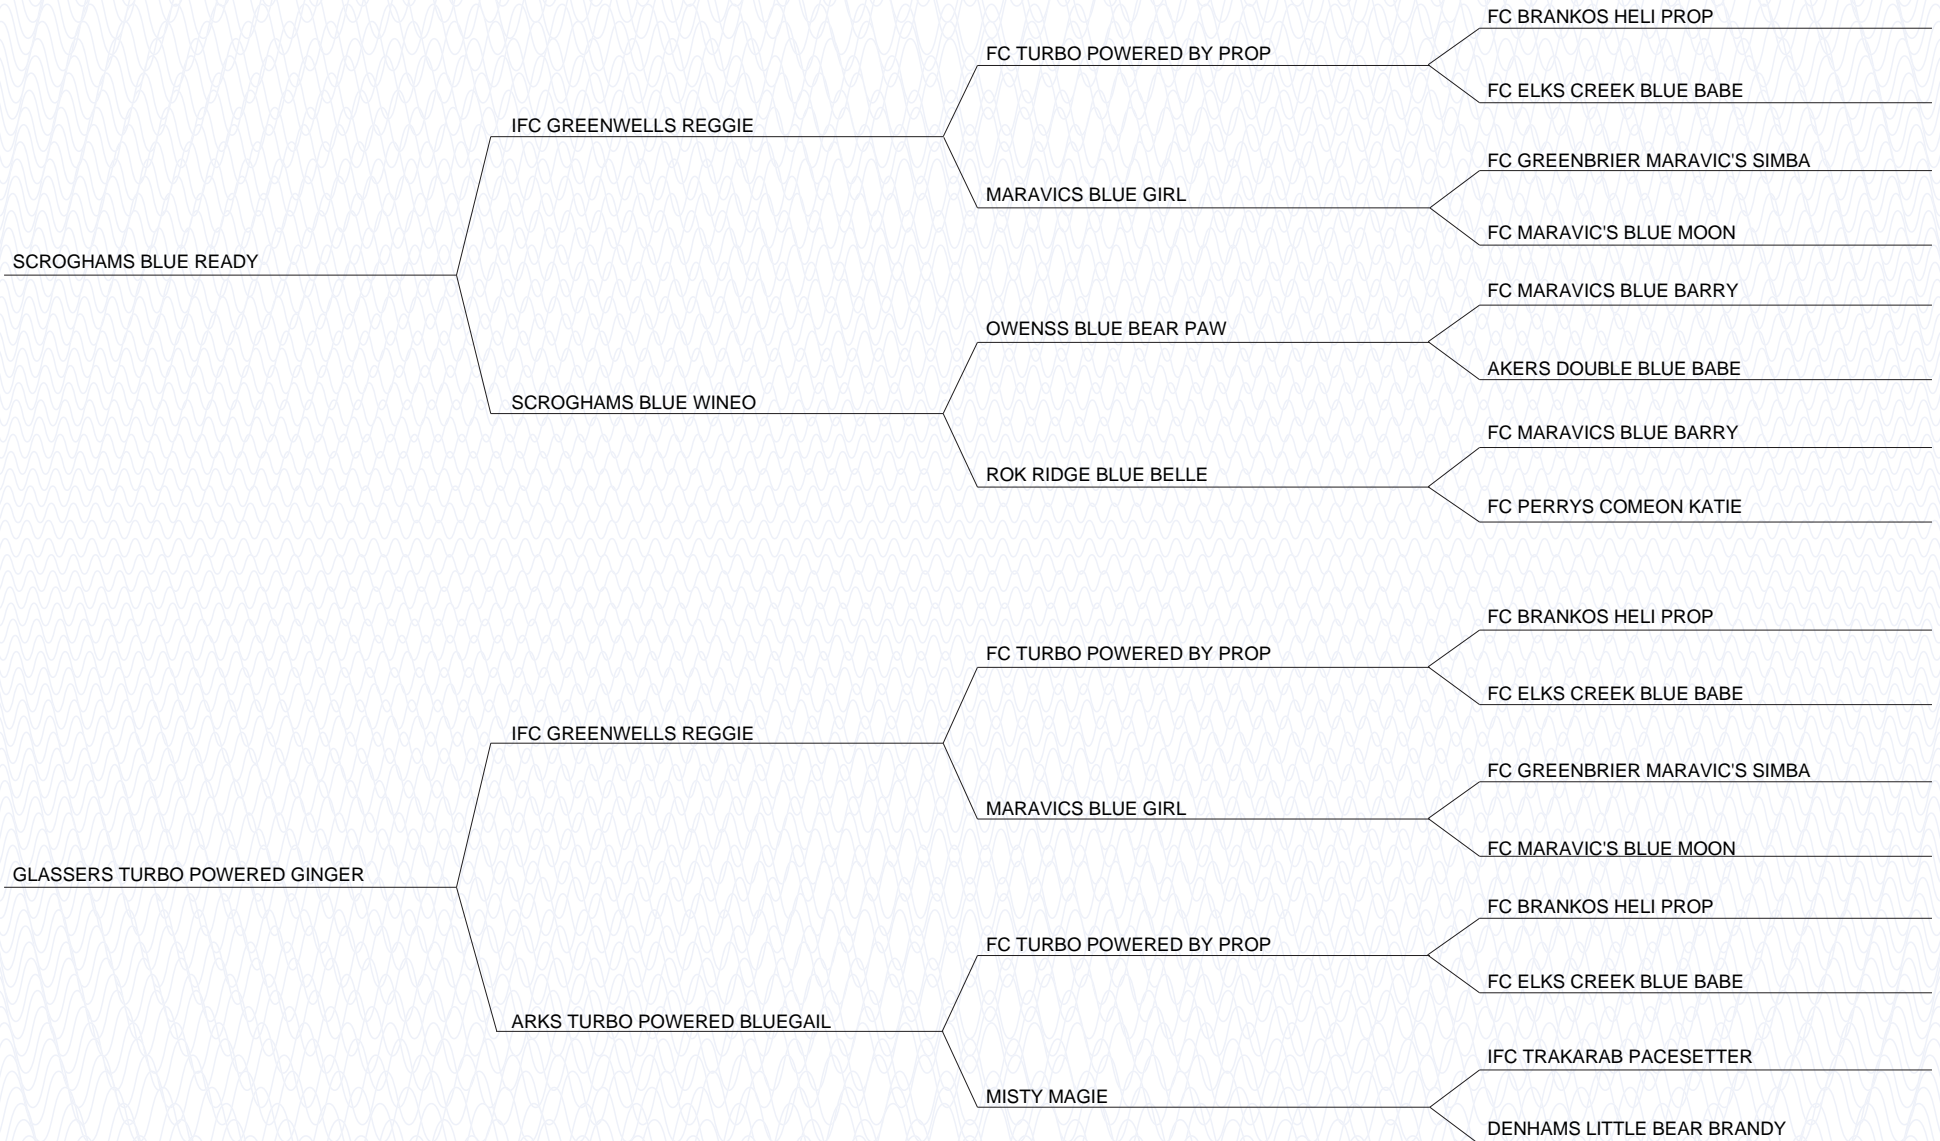 FC BRANKOS HELI PROP
FC TURBO POWERED BY PROP
FC ELKS CREEK BLUE BABE
IFC GREENWELLS REGGIE
FC GREENBRIER MARAVIC'S SIMBA
MARAVICS BLUE GIRL
FC MARAVIC'S BLUE MOON
SCROGHAMS BLUE READY
FC MARAVICS BLUE BARRY
OWENSS BLUE BEAR PAW
AKERS DOUBLE BLUE BABE
SCROGHAMS BLUE WINEO
FC MARAVICS BLUE BARRY
ROK RIDGE BLUE BELLE
FC PERRYS COMEON KATIE
FC BRANKOS HELI PROP
FC TURBO POWERED BY PROP
FC ELKS CREEK BLUE BABE
IFC GREENWELLS REGGIE
FC GREENBRIER MARAVIC'S SIMBA
MARAVICS BLUE GIRL
FC MARAVIC'S BLUE MOON
GLASSERS TURBO POWERED GINGER
FC BRANKOS HELI PROP
FC TURBO POWERED BY PROP
FC ELKS CREEK BLUE BABE
ARKS TURBO POWERED BLUEGAIL
IFC TRAKARAB PACESETTER
MISTY MAGIE
DENHAMS LITTLE BEAR BRANDY